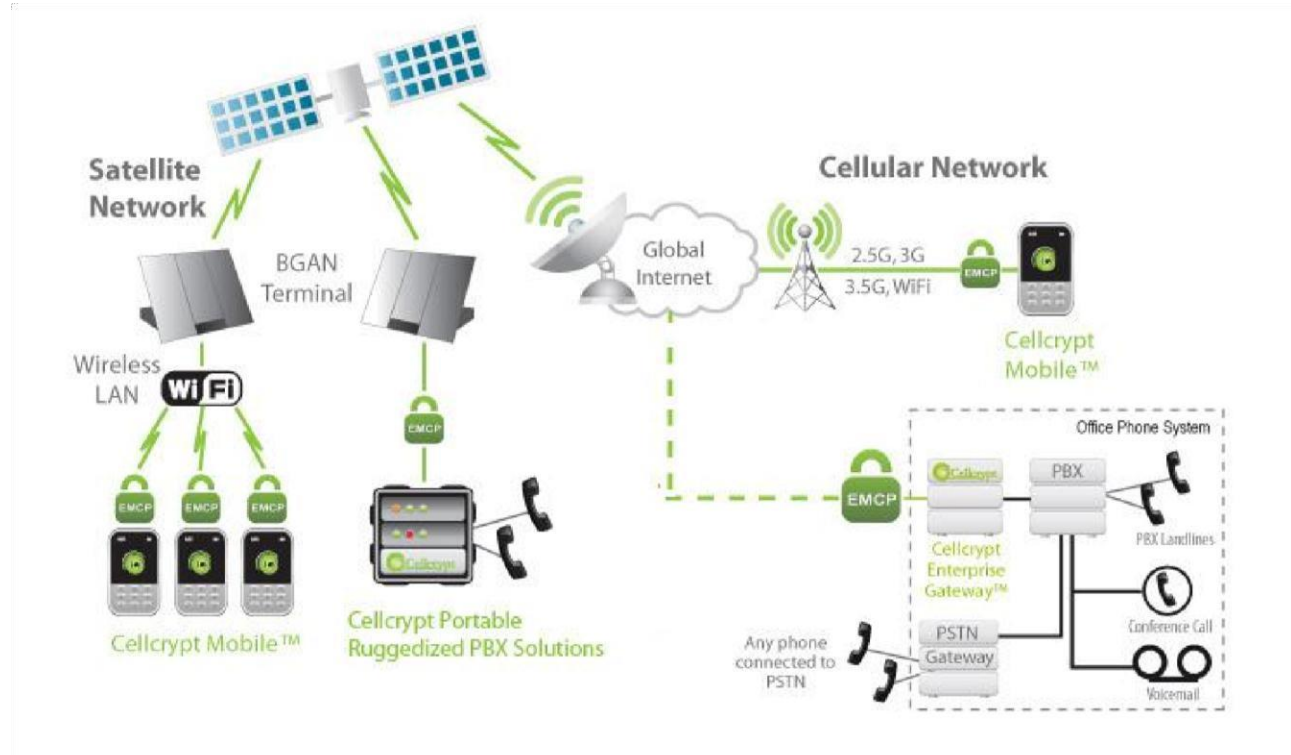 Satellite
Network
Cellular Network
BGAN
Terminal
Global
Internet
2.5G, 3G
3.5G, WiFi
EMCP
Cellcrypt
Mobile™
Wireless
LAN
Wi Fi
EMCP
EMCP
EMCP
EMCP
Cellcrypt Mobile™
Cellcrypt
Cellcrypt Portable
Ruggedized PBX Solutions
EMCP
Office Phone System
Cellcrypt
PBX
PBX Landlines
Cellcrypt
Enterprise
Gateway™
Conference Call
Voicemail
PSTN
Gateway
Any phone
connected to
PSTN